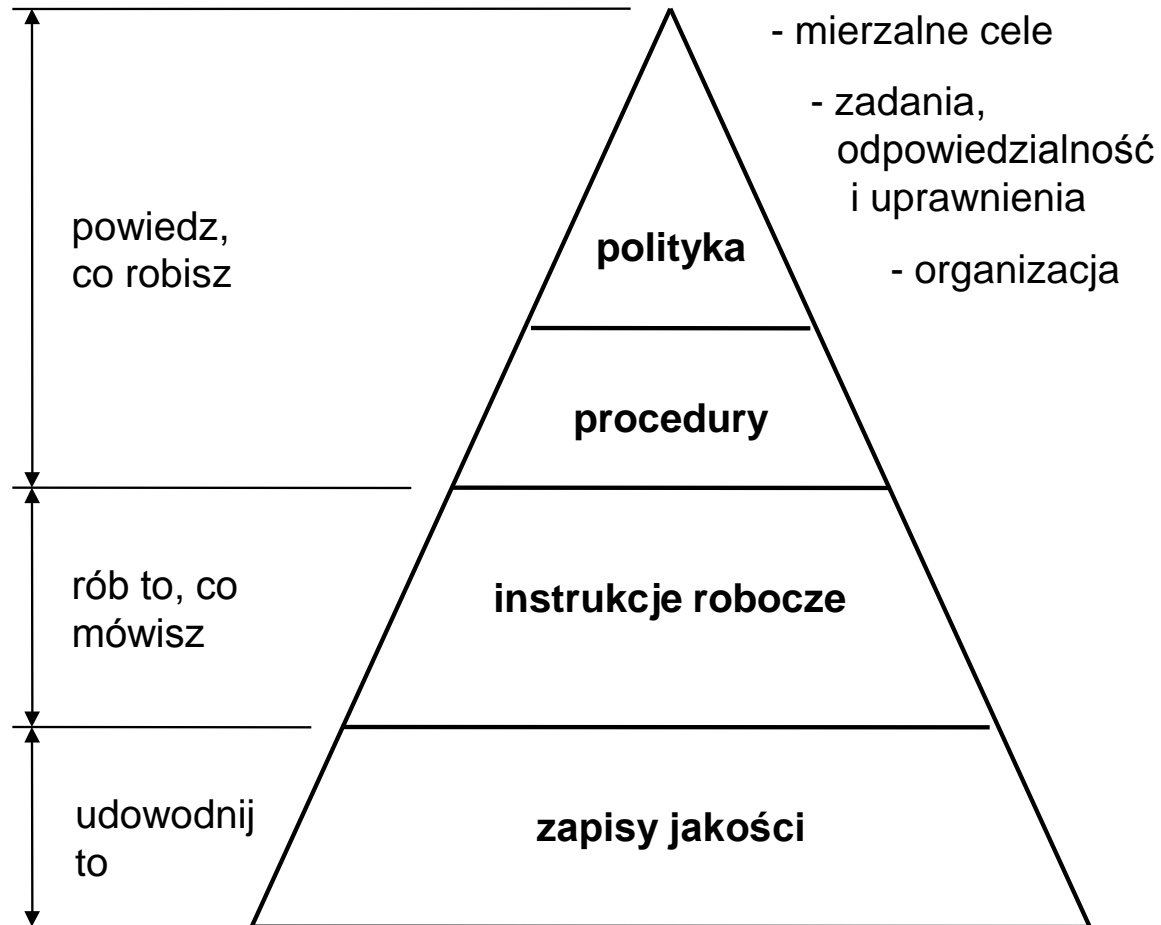 - mierzalne cele
- zadania,
odpowiedzialność
i uprawnienia
- organizacja
powiedz,
co robisz
polityka
procedury
rób to, co
mówisz
instrukcje robocze
udowodnij
to
zapisy jakości